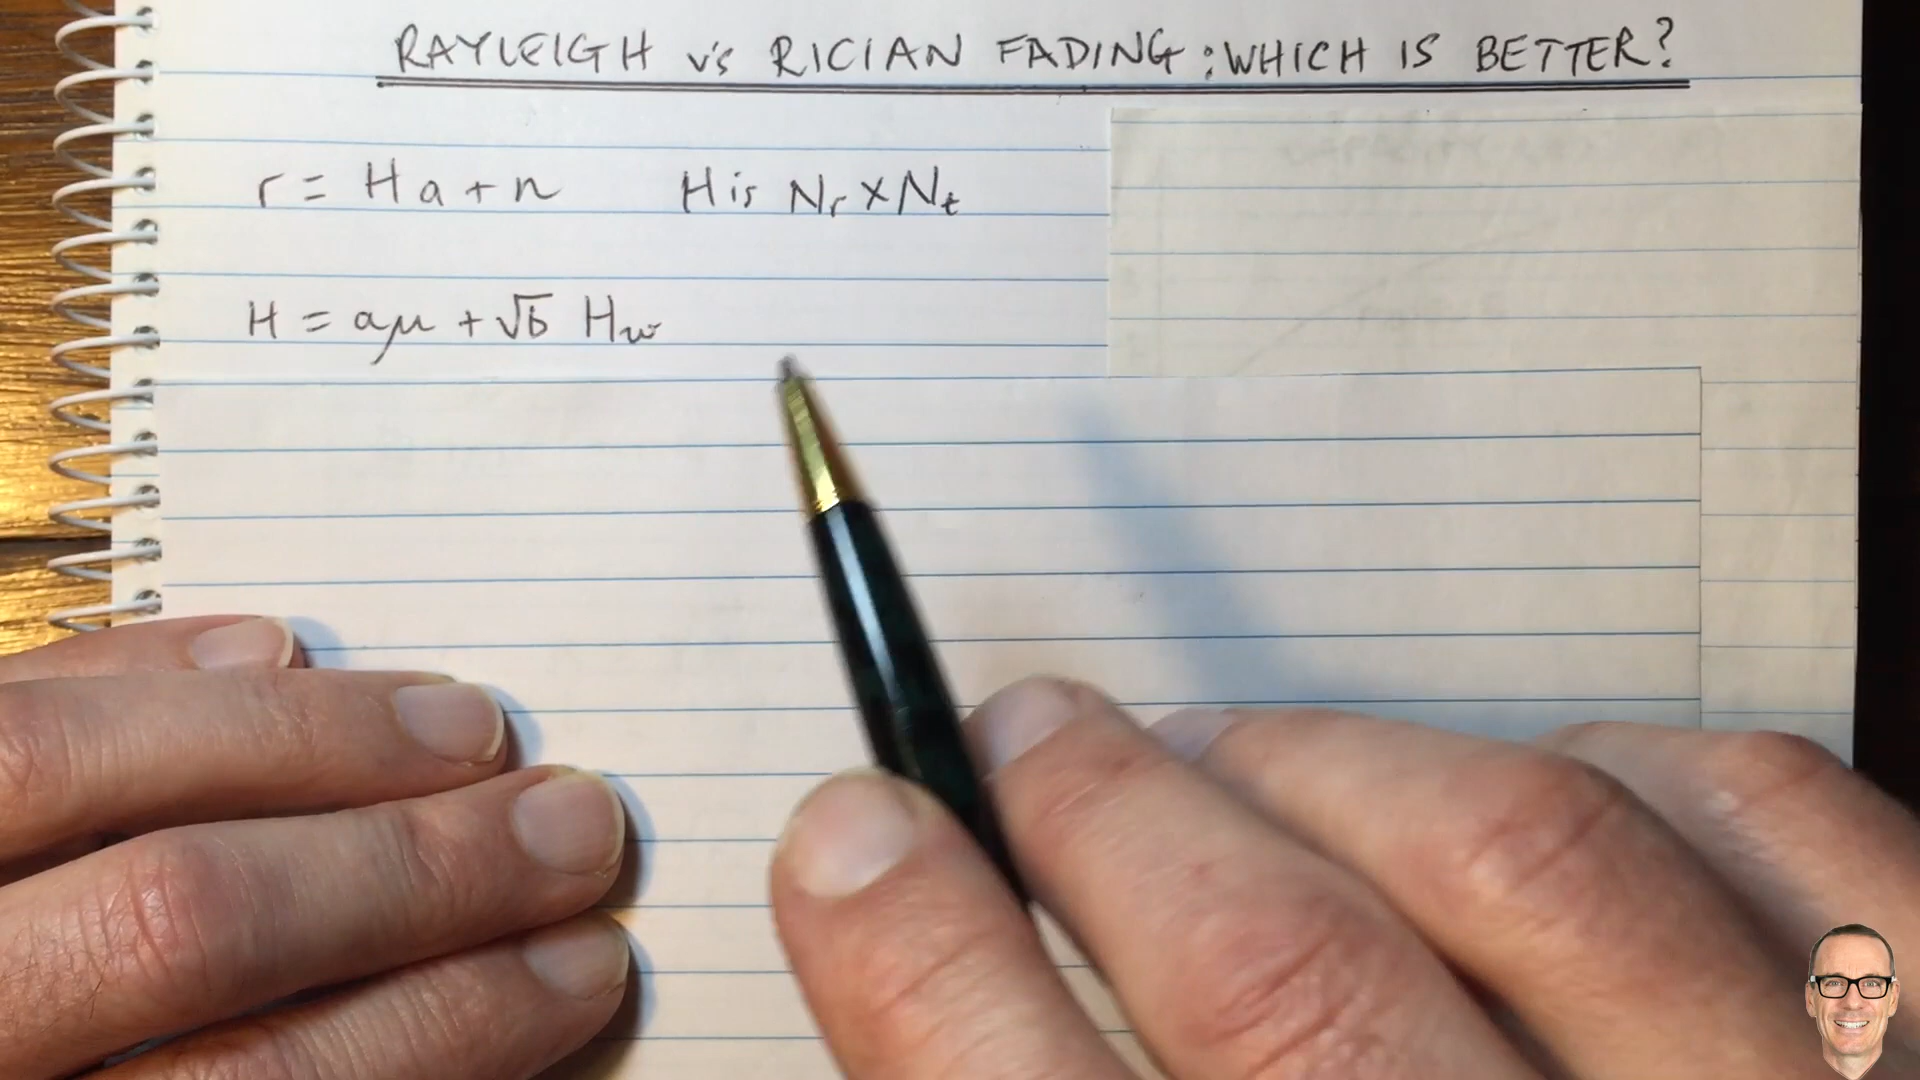 RAYLEIGH v's RICIAN FADING: WHICH IS BETTER?
r = Ha + n H is Nr x Nt
H = aμ + √b Hw